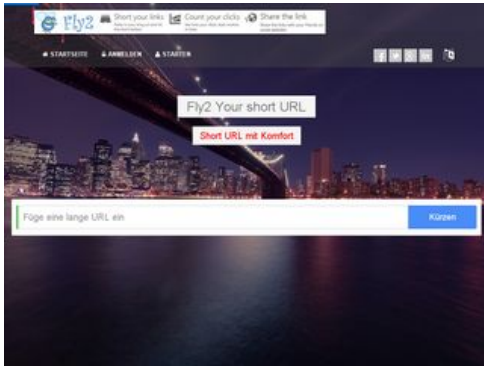 Fly2
Short your links
Count your clicks
Share the link
STARTSEITE
ANMELDEN
STARTEN
Fly2 Your short URL
Short URL mit Komfort
Füge eine lange URL ein
Kürzen